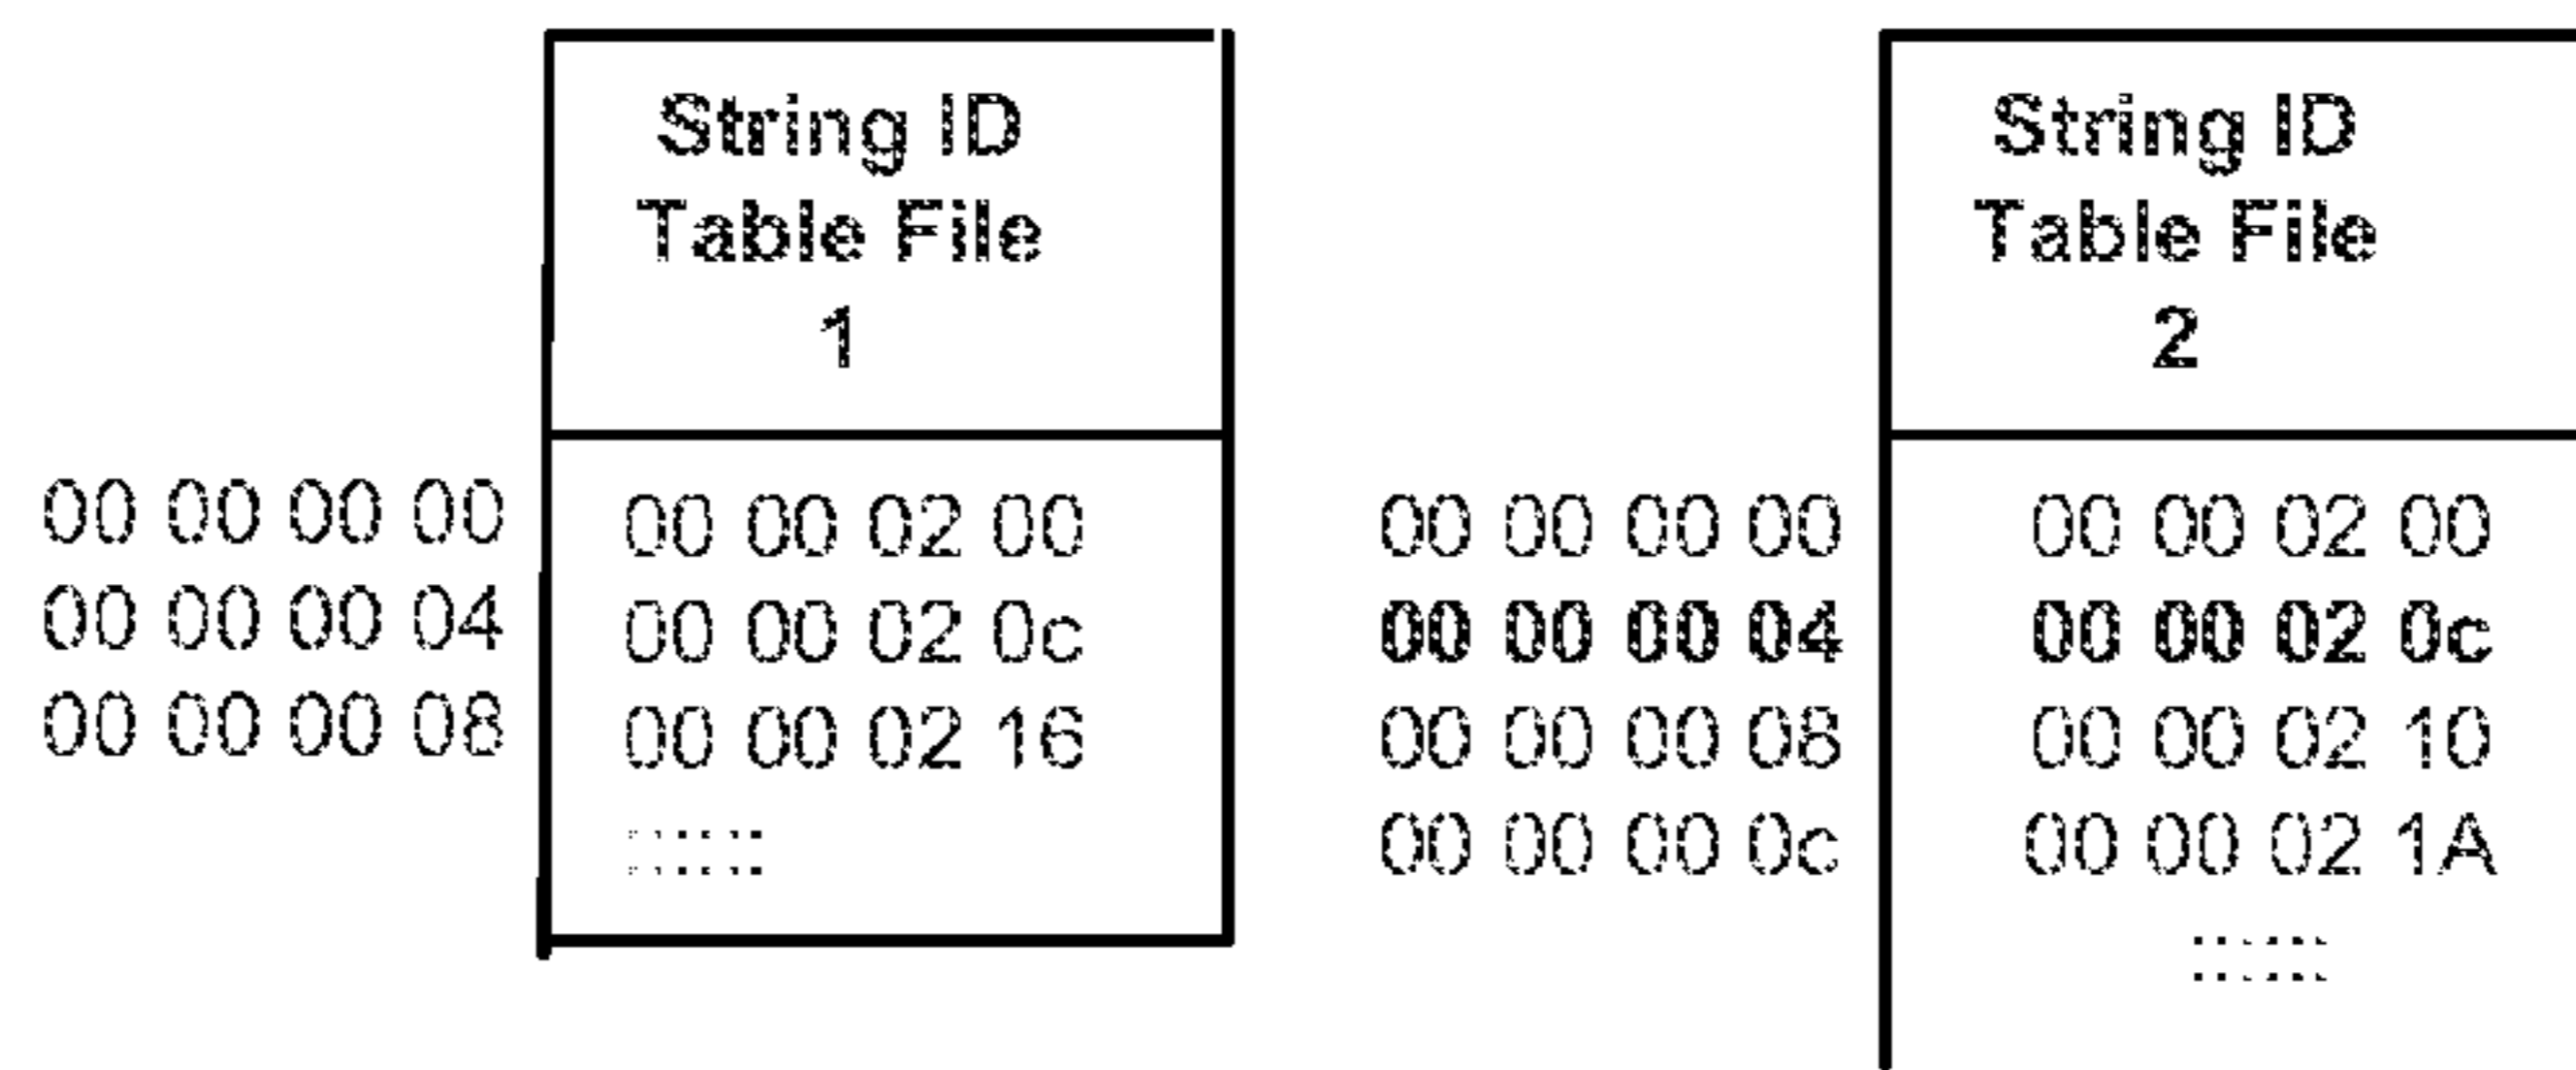 String ID
Table File
1
00 00 00 00
00 00 00 04
00 00 00 08
00 00 02 00
00 00 02 0c
00 00 02 16
::::::
String ID
Table File
2
00 00 00 00
00 00 00 04
00 00 00 08
00 00 00 0c
00 00 02 00
00 00 02 0c
00 00 02 10
00 00 02 1A
::::::